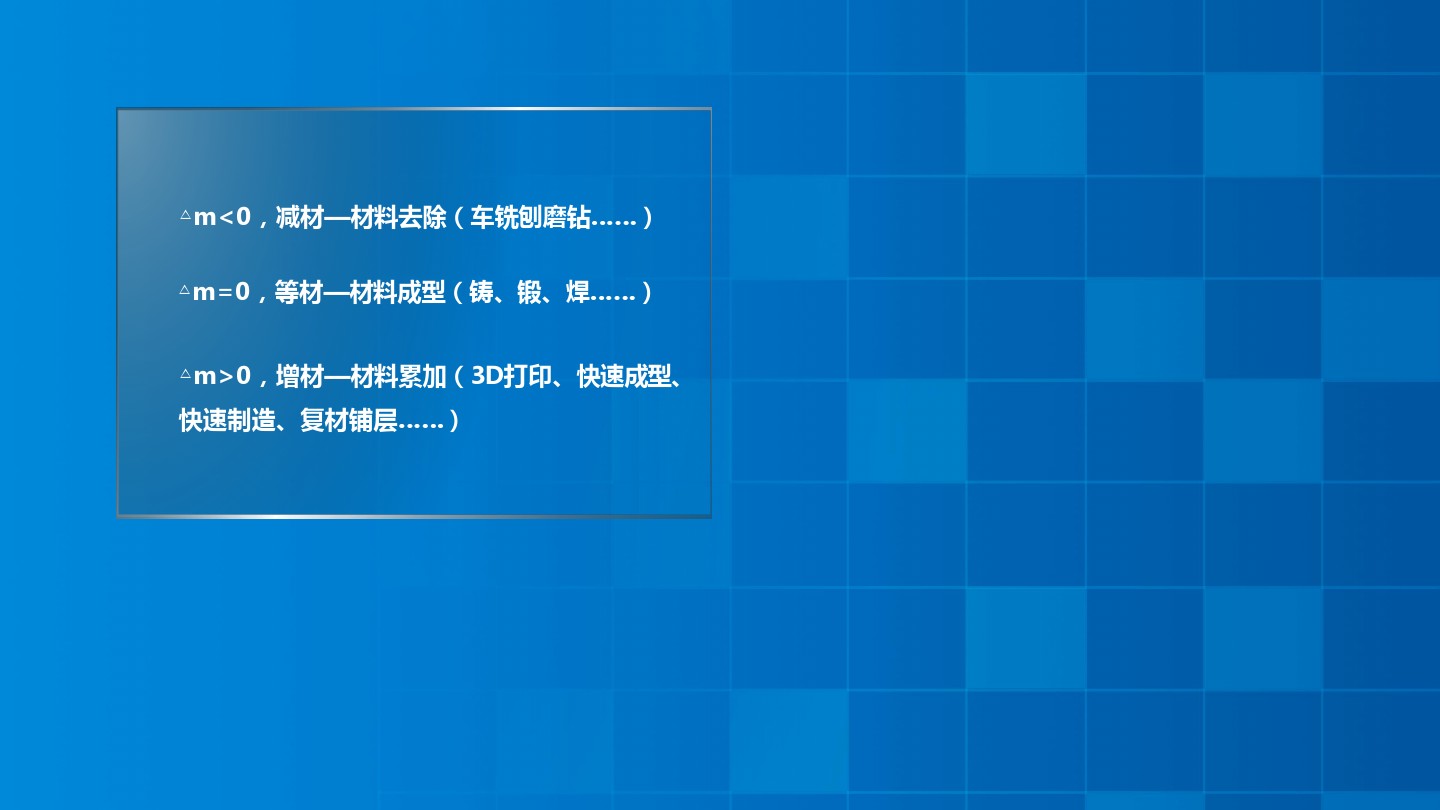 △m<0，减材—材料去除（车铣刨磨钻……）
△m=0，等材—材料成型（铸、锻、焊……）
△m>0，增材—材料累加（3D打印、快速成型、
快速制造、复材铺层……）